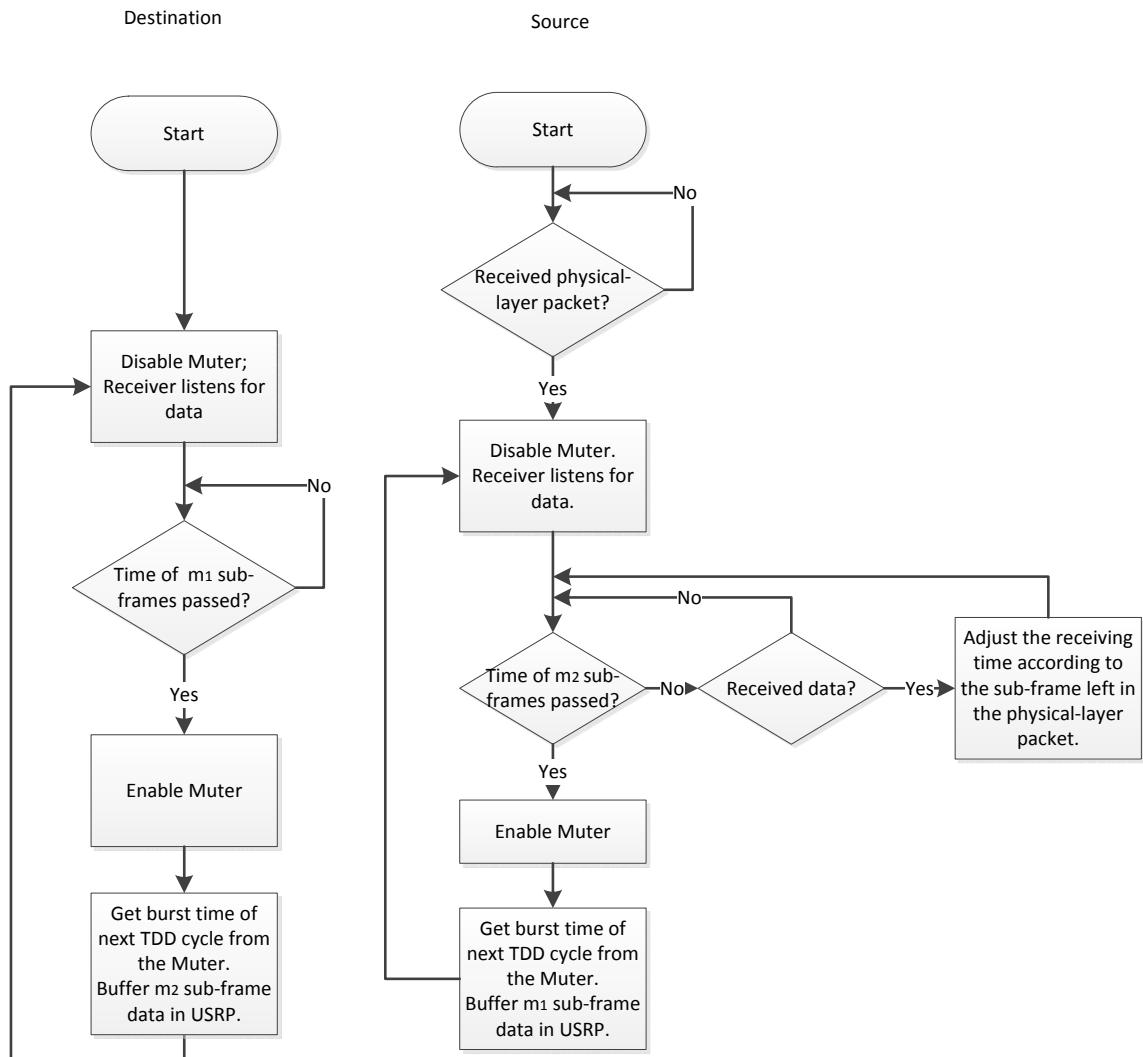 Destination
Start
Disable Muter;
Receiver listens for
data
No
Time of m1 sub-
frames passed?
Yes
Enable Muter
Get burst time of
next TDD cycle from
the Muter.
Buffer m2 sub-frame
data in USRP.
Source
Start
No
Received physical-
layer packet?
Yes
Disable Muter.
Receiver listens for
data.
No
Time of m2 sub-
frames passed?
No
Received data?
Yes
Adjust the receiving
time according to
the sub-frame left in
the physical-layer
packet.
Yes
Enable Muter
Get burst time of
next TDD cycle from
the Muter.
Buffer m1 sub-frame
data in USRP.